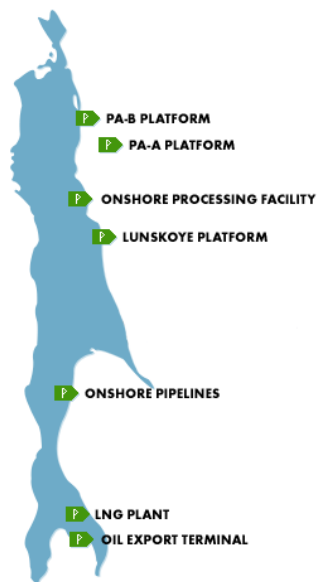 PA-B PLATFORM
PA-A PLATFORM
ONSHORE PROCESSING FACILITY
LUNSKOYE PLATFORM
ONSHORE PIPELINES
LNG PLANT
OIL EXPORT TERMINAL